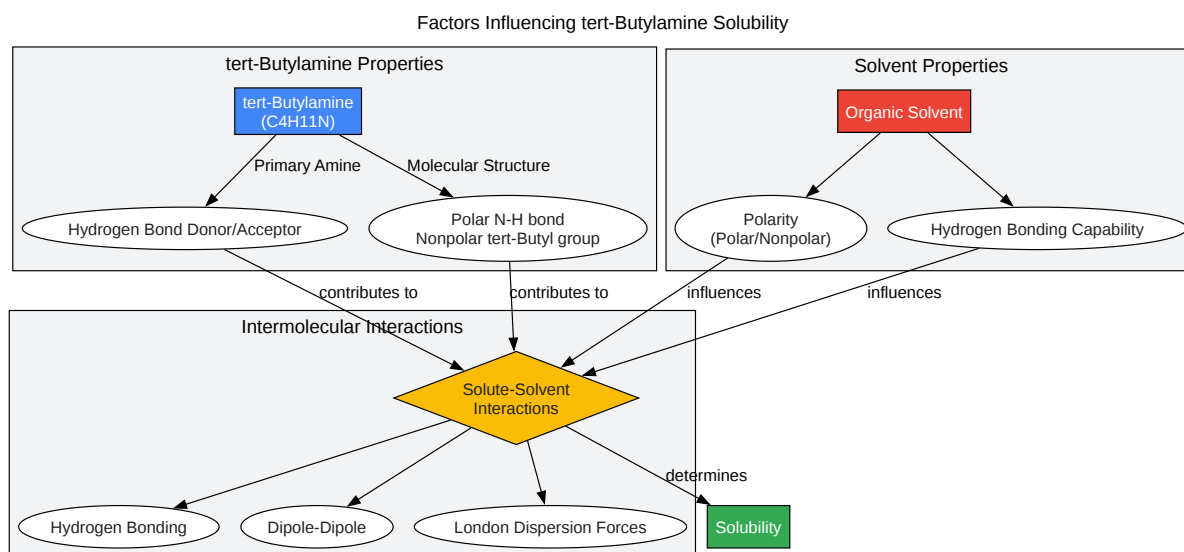 Factors Influencing tert-Butylamine Solubility
tert-Butylamine Properties
Solvent Properties
tert-Butylamine
(C4H11N)
Organic Solvent
Primary Amine
Molecular Structure
Hydrogen Bond Donor/Acceptor
Polar N-H bond
Nonpolar tert-Butyl group
Polarity
(Polar/Nonpolar)
Hydrogen Bonding Capability
contributes to
contributes to
influences
influences
Intermolecular Interactions
Solute-Solvent
Interactions
determines
Hydrogen Bonding
Dipole-Dipole
London Dispersion Forces
Solubility